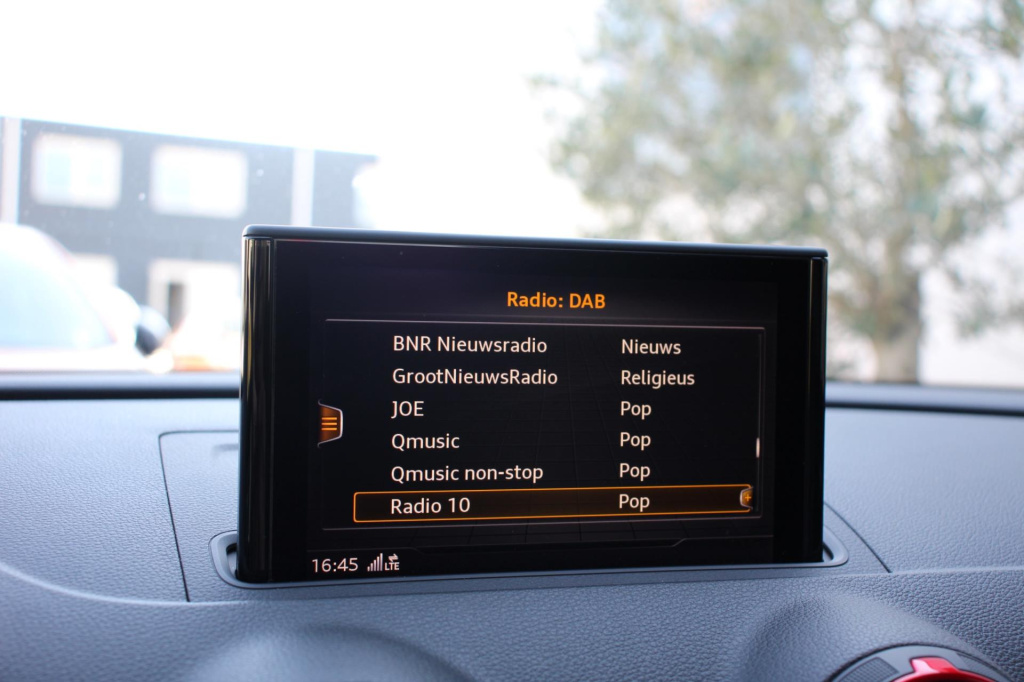 Radio: DAB
BNR Nieuwsradio Nieuws
GrootNieuwsRadio Religieus
JOE Pop
Qmusic Pop
Qmusic non-stop Pop
Radio 10 Pop
16:45 LTE